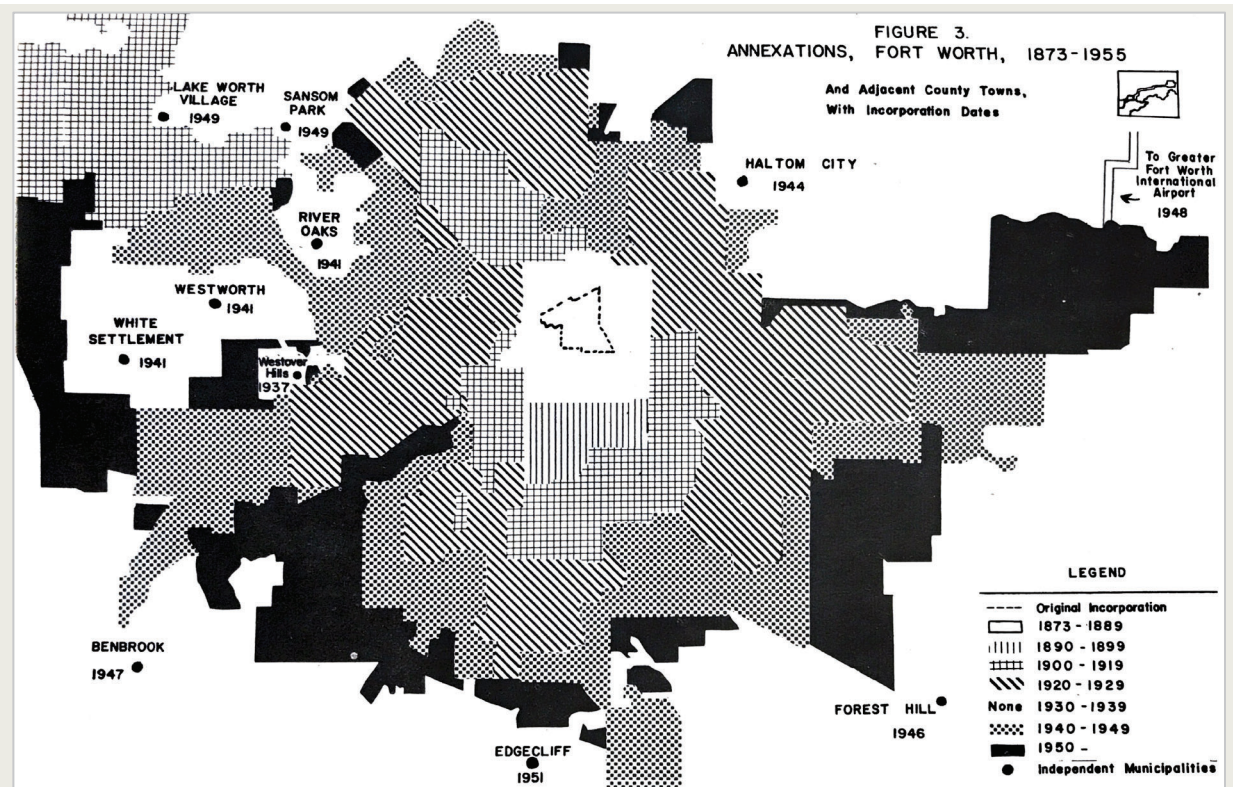 FIGURE 3.
ANNEXATIONS, FORT WORTH, 1873-1955
And Adjacent County Towns,
With Incorporation Dates
LAKE WORTH
VILLAGE
1949
SANSOM
PARK
1949
HALTOM CITY
1944
To Greater
Fort Worth
International
Airport
1948
RIVER
OAKS
1941
WESTWORTH
1941
WHITE
SETTLEMENT
1941
Westover
Hills
1937
BENBROOK
1947
EDGECLIFF
1951
FOREST HILL
1946
LEGEND
Original Incorporation
1873 - 1889
1890 - 1899
1900 - 1919
1920 - 1929
None 1930 - 1939
1940 - 1949
1950 -
Independent Municipalities